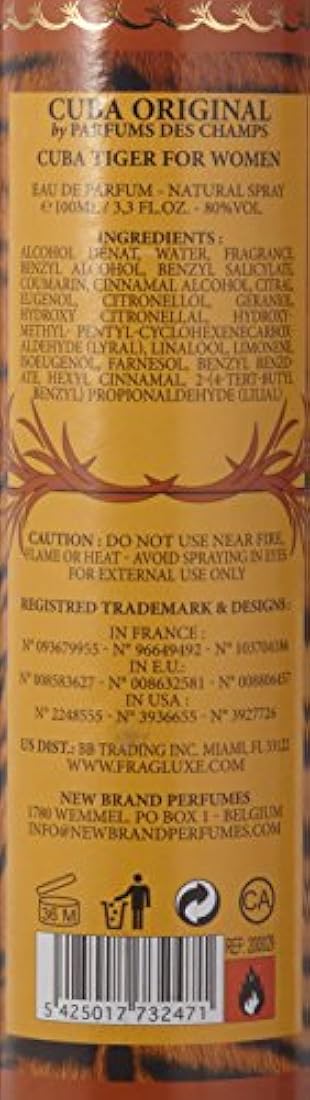 CUBA ORIGINAL
by PARFUMS DES CHAMPS
CUBA TIGER FOR WOMEN
EAU DE PARFUM - NATURAL SPRAY
e 100ML / 3,3 FL.OZ. - 80%VOL
INGREDIENTS :
ALCOHOL DENAT, WATER, FRAGRANCE
BENZYL ALCOHOL, BENZYL SALICYLATE,
COUMARIN, CINNAMAL ALCOHOL, CITRAL
EUGENOL, CITRONELLOL, GERANIOL
HYDROXY CITRONELLAL, HYDROXY-
METHYL- PENTYL-CYCLOHEXENECARBOX
ALDEHYDE (LYRAL), LINALOOL, LIMONENE,
ISOEUGENOL, FARNESOL, BENZYL BENZO
ATE, HEXYL CINNAMAL, 2-(4-TERT-BUTYL
BENZYL) PROPIONALDEHYDE (LILIAL)
CAUTION : DO NOT USE NEAR FIRE,
FLAME OR HEAT - AVOID SPRAYING IN EYES
FOR EXTERNAL USE ONLY
REGISTRED TRADEMARK & DESIGNS :
IN FRANCE :
N° 093679955 - N° 96649492 - N° 103704386
IN E.U.:
N° 008583627 - N° 008632581 - N° 008806457
IN USA :
N° 2248555 - N° 3936655 - N° 3927726
US DIST.: BB TRADING INC. MIAMI, FL 33122
WWW.FRAGLUXE.COM
NEW BRAND PERFUMES
1780 WEMMEL, PO BOX 1 - BELGIUM
INFO@NEWBRANDPERFUMES.COM
36 M
CA
REF:
5 425017 732471